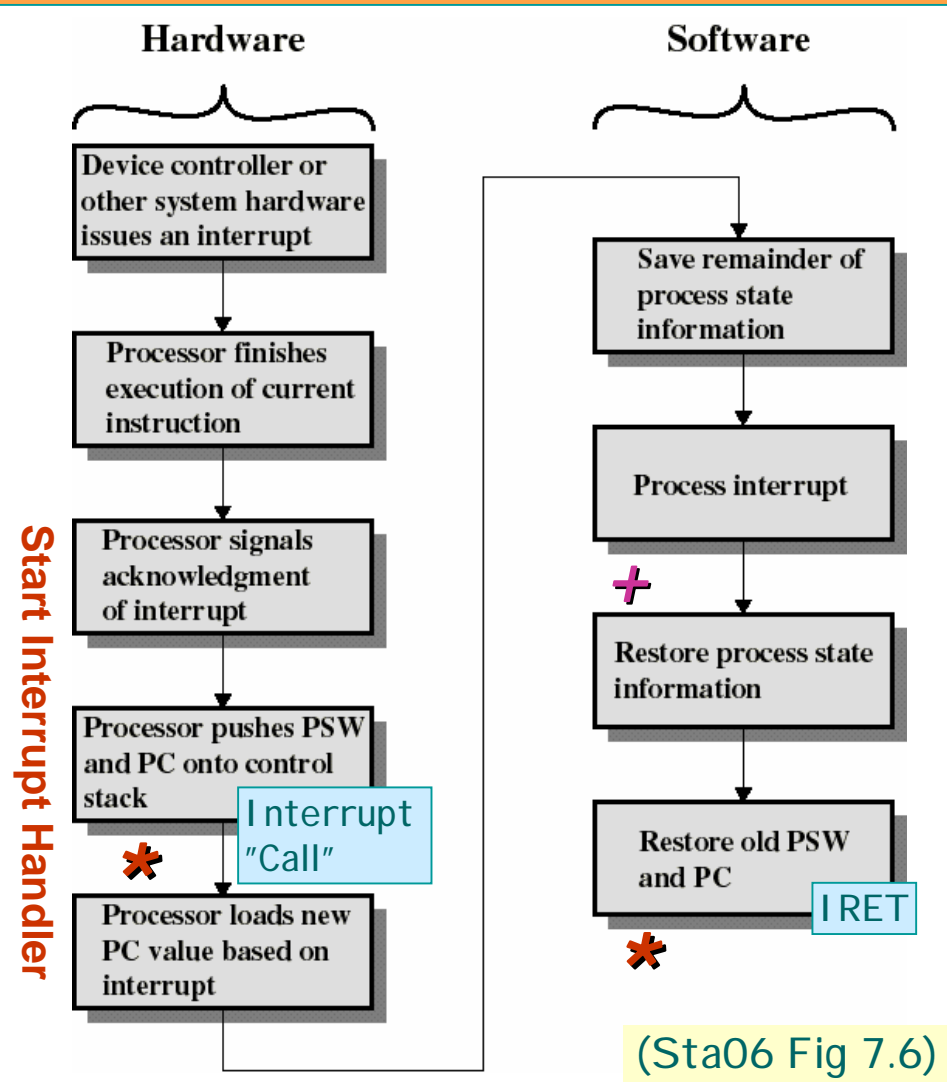 Hardware
Device controller or
other system hardware
issues an interrupt
Processor finishes
execution of current
instruction
Processor signals
acknowledgment
of interrupt
Processor pushes PSW
and PC onto control
stack
Interrupt
"Call"
*
Processor loads new
PC value based on
interrupt
Start Interrupt Handler
Software
Save remainder of
process state
information
Process interrupt
+
Restore process state
information
Restore old PSW
and PC
IRET
*
(Sta06 Fig 7.6)